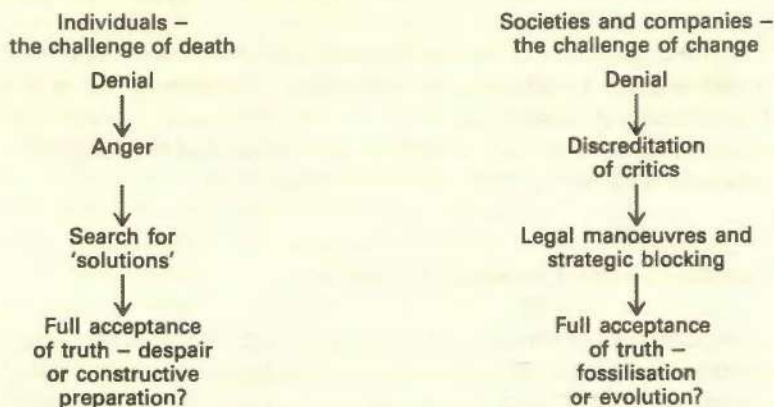 Individuals –
the challenge of death
Denial
Anger
Search for
'solutions'
Full acceptance
of truth – despair
or constructive
preparation?
Societies and companies –
the challenge of change
Denial
Discreditation
of critics
Legal manoeuvres and
strategic blocking
Full acceptance
of truth –
fossilisation
or evolution?